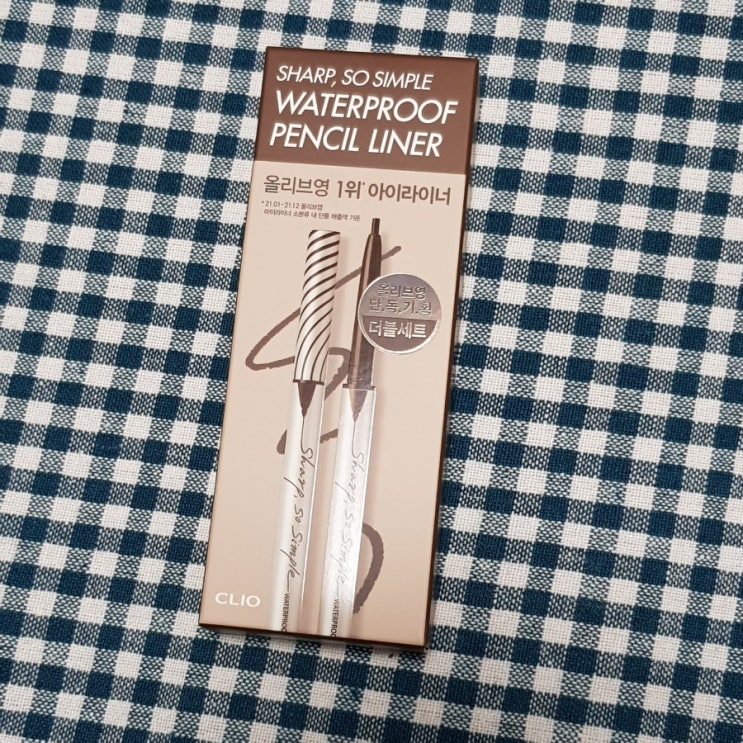 SHARP, SO SIMPLE
WATERPROOF
PENCIL LINER
올리브영 1위* 아이라이너
* 21.01~21.12 올리브영
아이라이너 소분류 내 단품 매출액 기준
올리브영
단.독.기.획
더블세트
Sharp, So Simple
WATERPROO
Sharp, So Simple
WATERPROO
CLIO